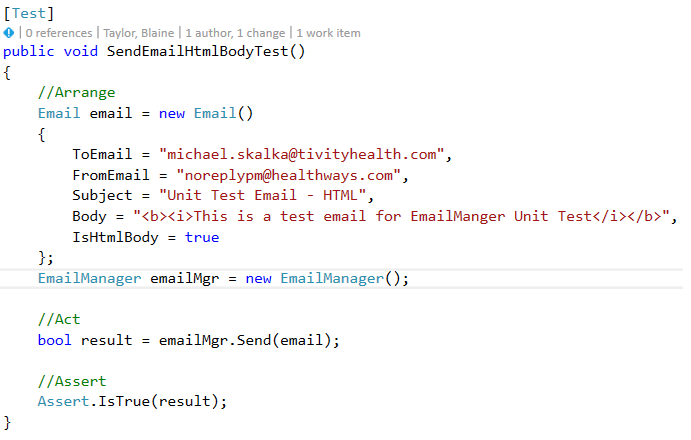 [Test]
| 0 references | Taylor, Blaine | 1 author, 1 change | 1 work item
public void SendEmailHtmlBodyTest()
{
//Arrange
Email email = new Email()
{
ToEmail = "michael.skalka@tivityhealth.com",
FromEmail = "noreplypm@healthways.com",
Subject = "Unit Test Email - HTML",
Body = "<b><i>This is a test email for EmailManger Unit Test</i></b>",
IsHtmlBody = true
};
EmailManager emailMgr = new EmailManager();
//Act
bool result = emailMgr.Send(email);
//Assert
Assert.IsTrue(result);
}